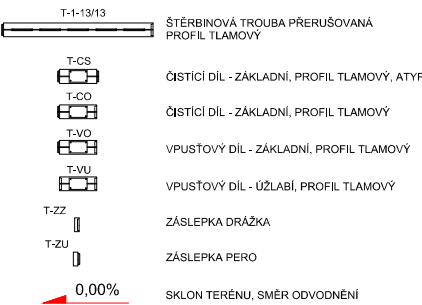 T-1-13/13
ŠTĚRBINOVÁ TROUBA PŘERUŠOVANÁ
PROFIL TLAMOVÝ
T-CS
ČISTÍCÍ DÍL - ZÁKLADNÍ, PROFIL TLAMOVÝ, ATYP
T-CO
ČISTÍCÍ DÍL - ZÁKLADNÍ, PROFIL TLAMOVÝ
T-VO
VPUSŤOVÝ DÍL - ZÁKLADNÍ, PROFIL TLAMOVÝ
T-VU
VPUSŤOVÝ DÍL - ÚŽLABÍ, PROFIL TLAMOVÝ
T-ZZ
ZÁSLEPKA DRÁŽKA
T-ZU
ZÁSLEPKA PERO
0,00%
SKLON TERÉNU, SMĚR ODVODNĚNÍ